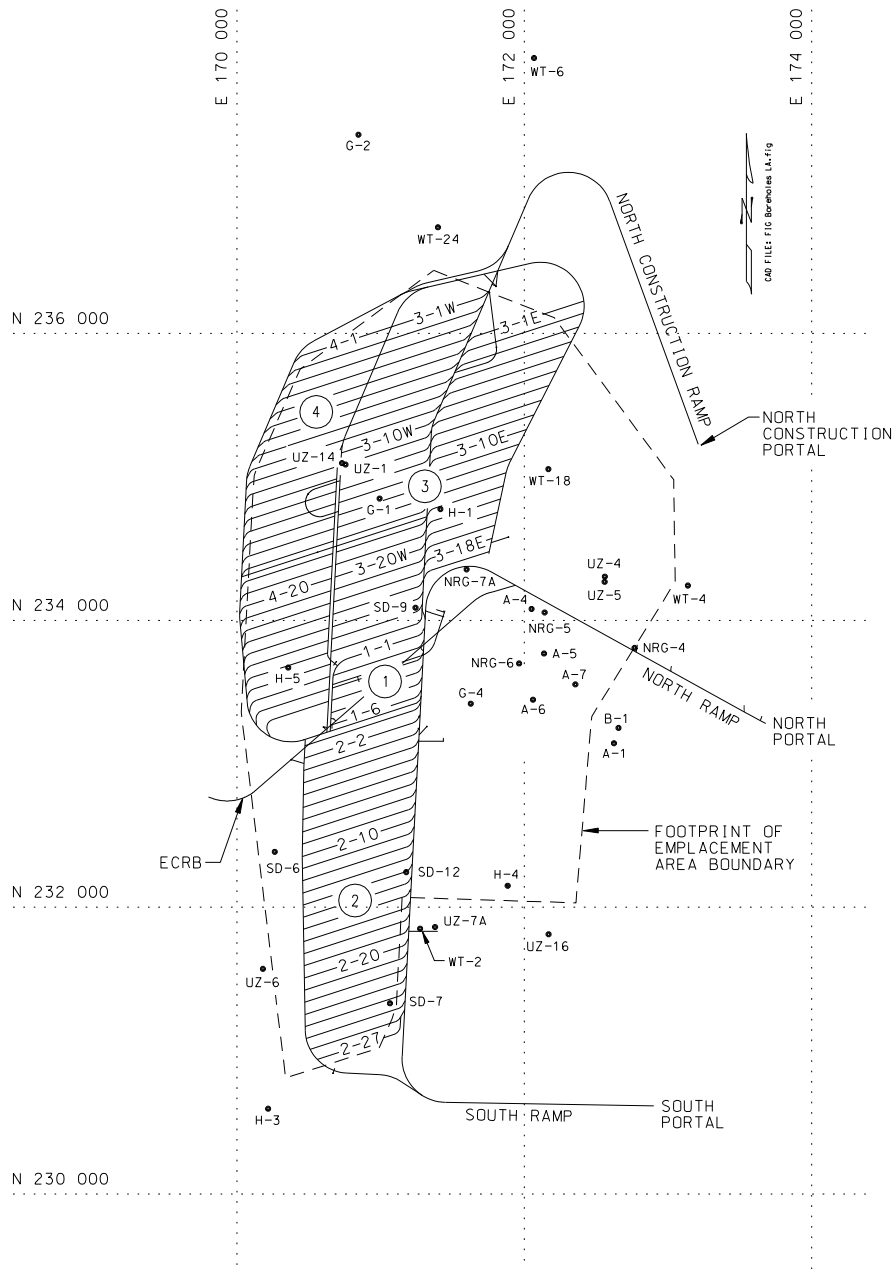 E 170 000
E 172 000
E 174 000
WT-6
G-2
CAD FILE: FIG Boreholes LA.fig
N
WT-24
NORTH CONSTRUCTION RAMP
N 236 000
3-1W
3-1E
4-1
4
NORTH
CONSTRUCTION
PORTAL
3-10W
3-10E
UZ-14
UZ-1
WT-18
3
G-1
H-1
3-18E
3-20W
NRG-7A
UZ-4
UZ-5
WT-4
4-20
N 234 000
SD-9
A-4
NRG-5
1-1
NRG-6
A-5
NRG-4
H-5
1
A-7
NORTH RAMP
G-4
A-6
1-6
B-1
NORTH
PORTAL
2-2
A-1
ECRB
2-10
FOOTPRINT OF
EMPLACEMENT
AREA BOUNDARY
SD-6
SD-12
H-4
N 232 000
2
UZ-7A
UZ-16
2-20
WT-2
UZ-6
SD-7
2-27
H-3
SOUTH RAMP
SOUTH
PORTAL
N 230 000